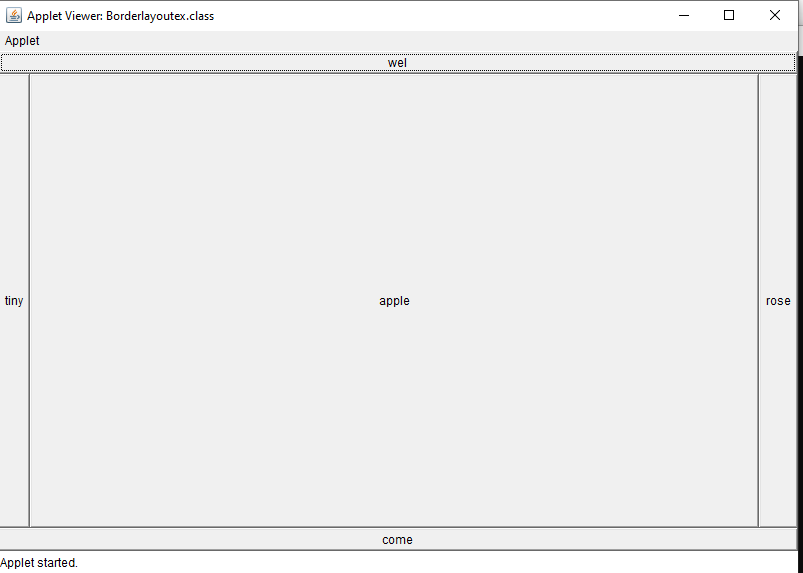 Applet Viewer: Borderlayoutex.class
Applet
wel
tiny
apple
rose
come
Applet started.